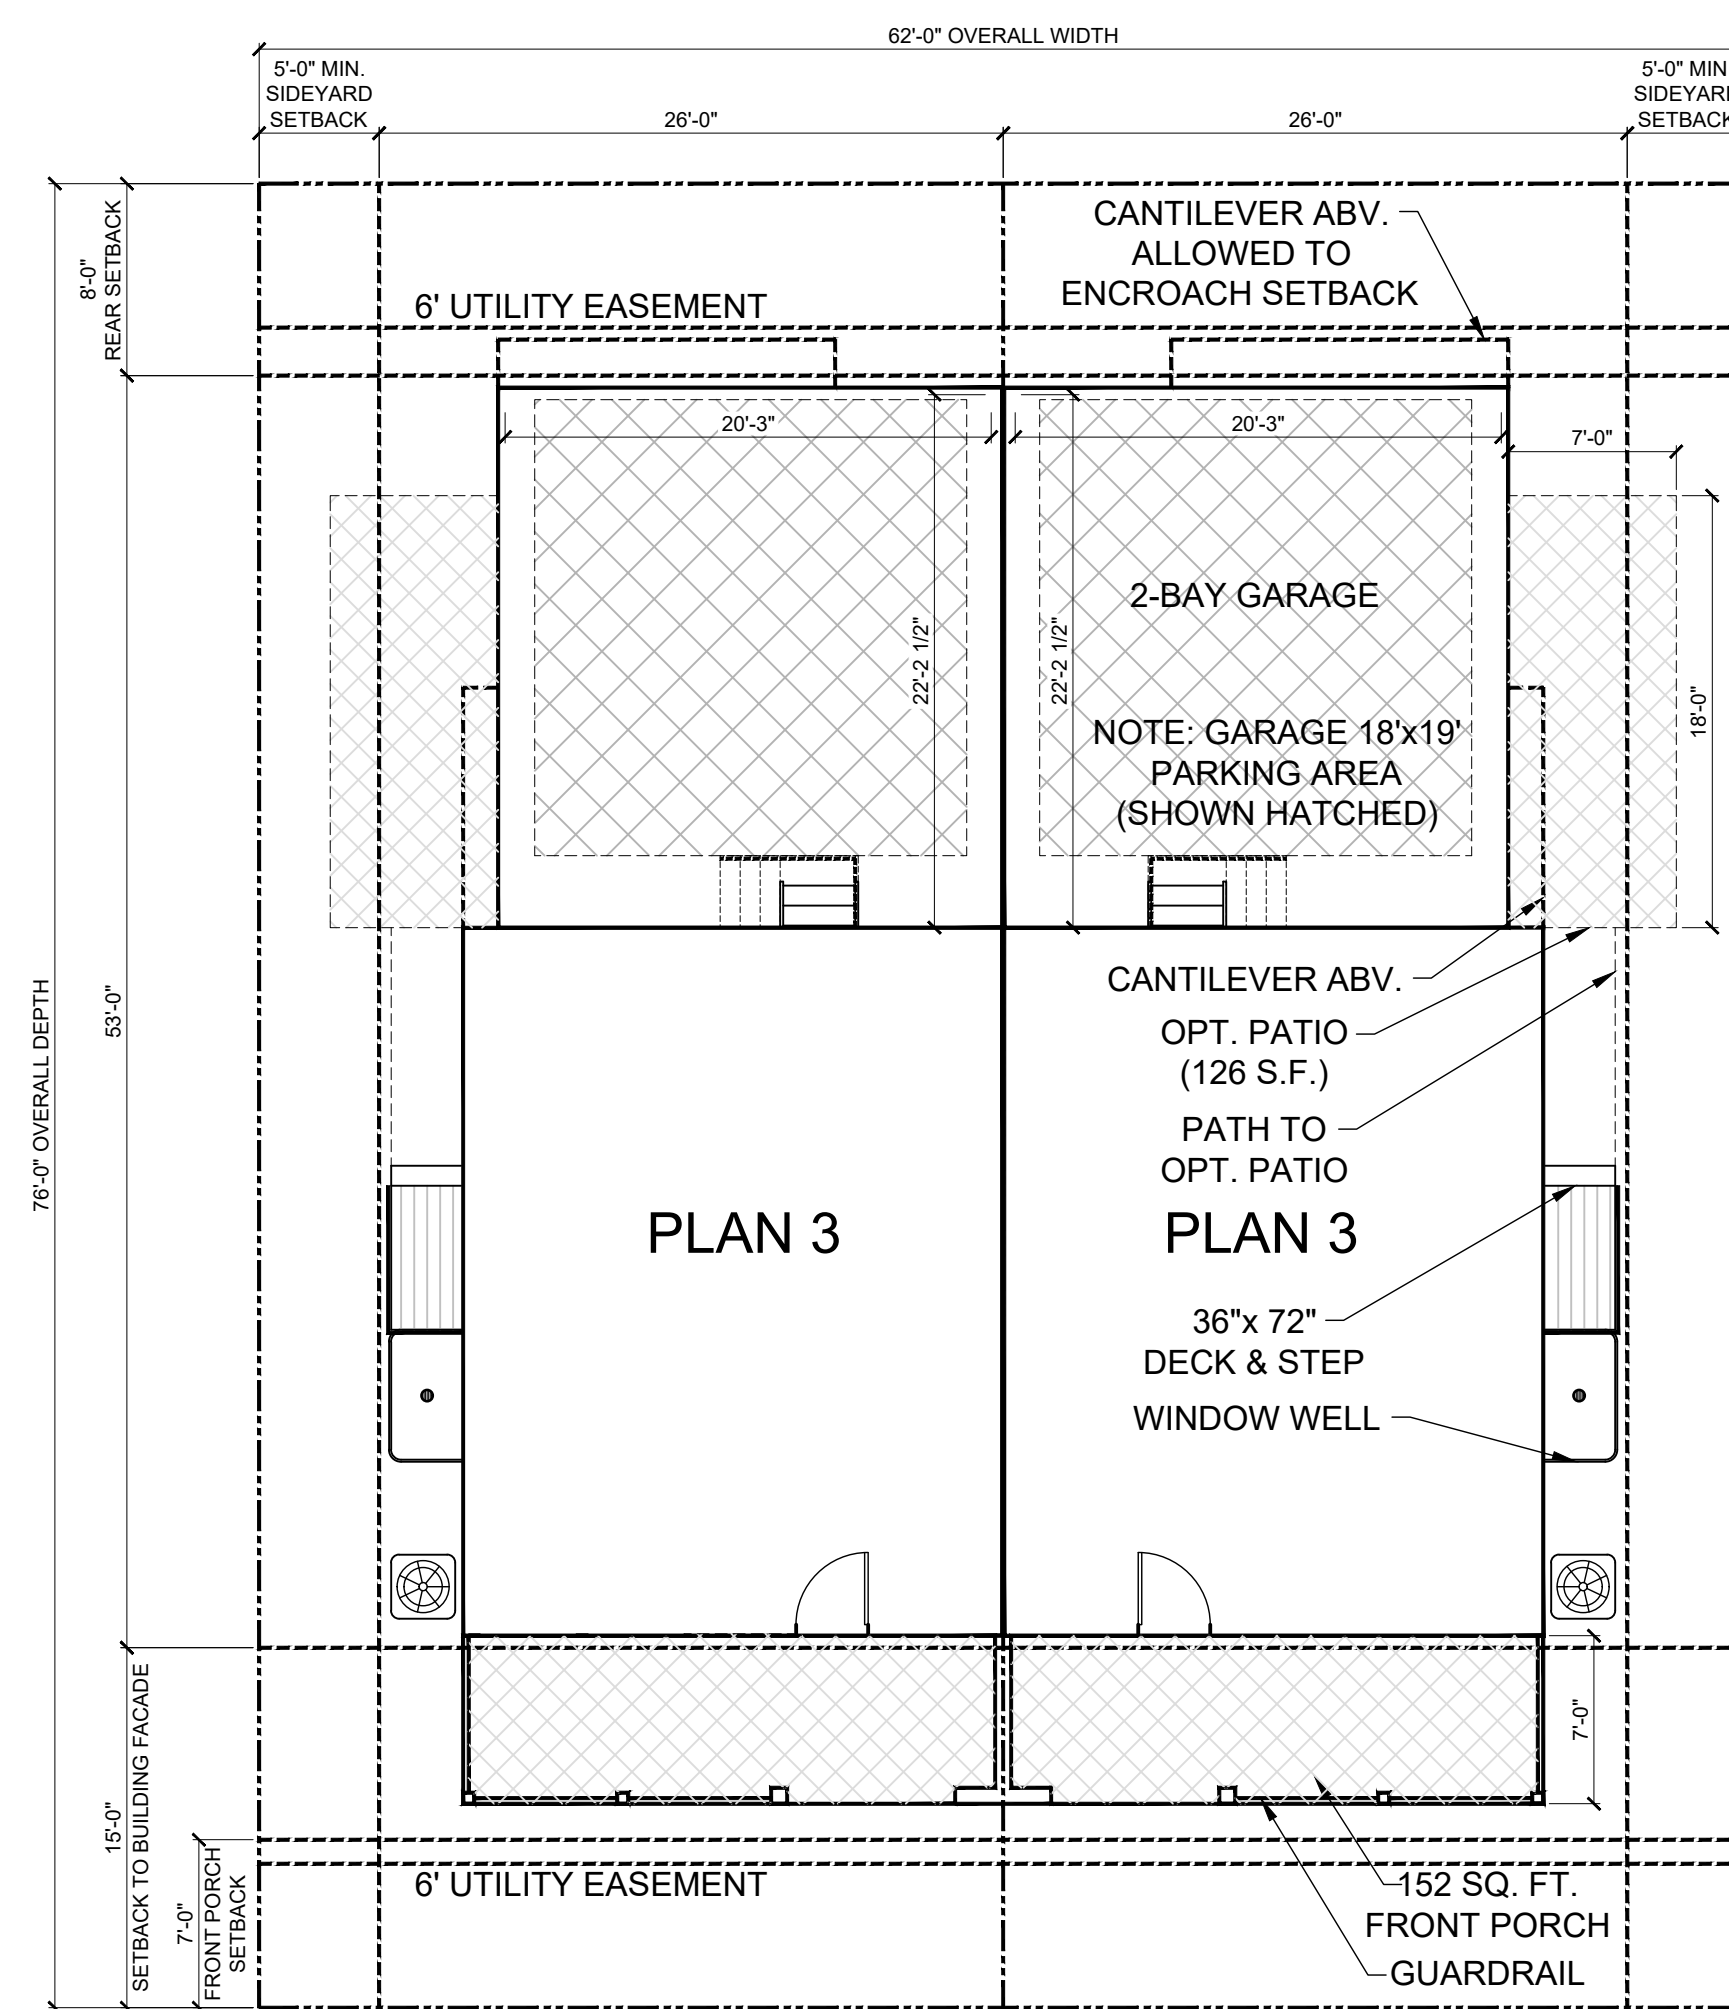 62'-0" OVERALL WIDTH
5'-0" MIN.
SIDEYARD
SETBACK
26'-0"
26'-0"
5'-0" MIN
SIDEYARD
SETBACK
8'-0"
REAR SETBACK
CANTILEVER ABV.
ALLOWED TO
ENCROACH SETBACK
6' UTILITY EASEMENT
20'-3"
20'-3"
7'-0"
2-BAY GARAGE
22'-2 1/2"
22'-2 1/2"
NOTE: GARAGE 18'x19'
PARKING AREA
(SHOWN HATCHED)
18'-0"
76'-0" OVERALL DEPTH
53'-0"
CANTILEVER ABV.
OPT. PATIO
(126 S.F.)
PATH TO
OPT. PATIO
PLAN 3
PLAN 3
36"x 72"
DECK & STEP
WINDOW WELL
7'-0"
15'-0"
SETBACK TO BUILDING FACADE
7'-0"
FRONT PORCH
SETBACK
6' UTILITY EASEMENT
152 SQ. FT.
FRONT PORCH
GUARDRAIL